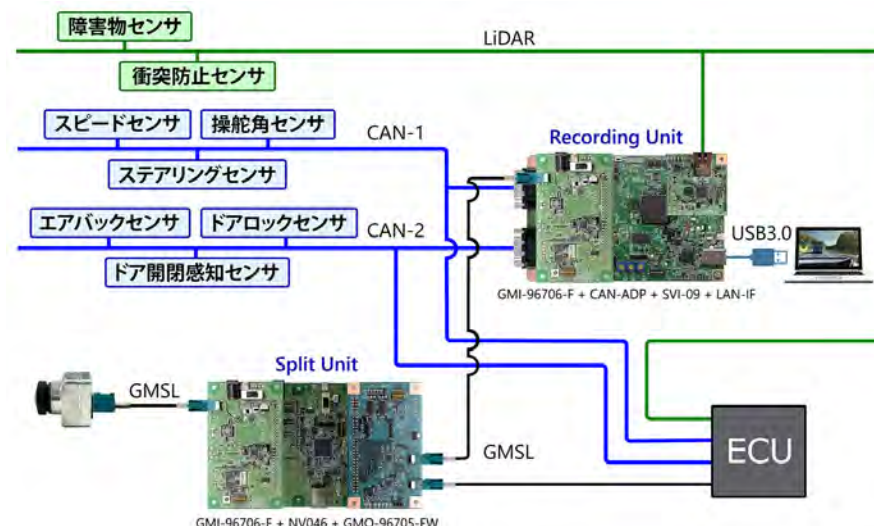 障害物センサ
LiDAR
衝突防止センサ
スピードセンサ
操舵角センサ
CAN-1
ステアリングセンサ
Recording Unit
エアバックセンサ
ドアロックセンサ
CAN-2
USB3.0
ドア開閉感知センサ
GMI-96706-F + CAN-ADP + SVI-09 + LAN-IF
Split Unit
GMSL
GMSL
ECU
GMI-96706-F + NV046 + GMO-96705-FW